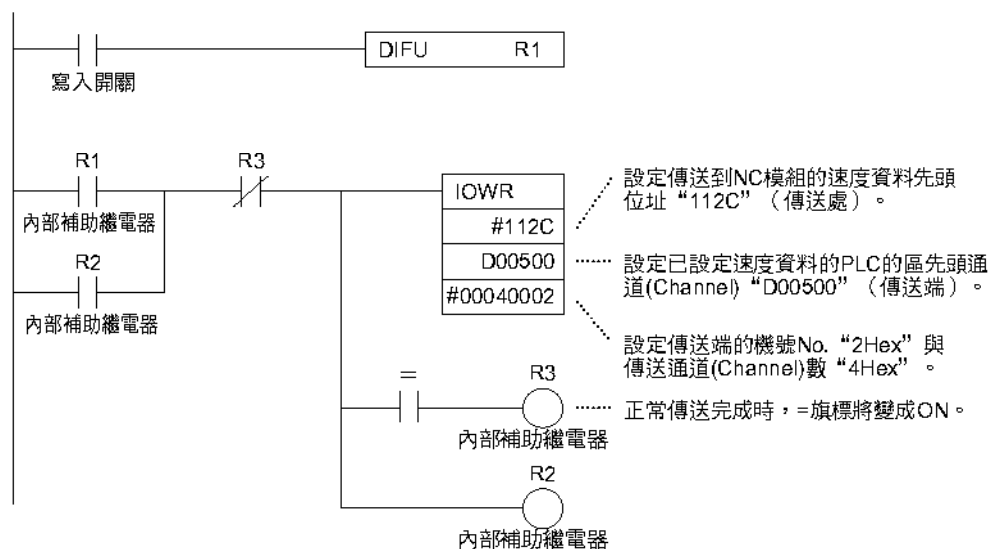 DIFU R1
寫入開關
R1 R3
內部補助繼電器
R2
內部補助繼電器
IOWR
#112C
D00500
#00040002
設定傳送到NC模組的速度資料先頭
位址“112C”（傳送處）。
設定已設定速度資料的PLC的區先頭通
道(Channel)“D00500”（傳送端）。
設定傳送端的機號No.“2Hex”與
傳送通道(Channel)數“4Hex”。
= R3
正常傳送完成時，=旗標將變成ON。
內部補助繼電器
R2
內部補助繼電器